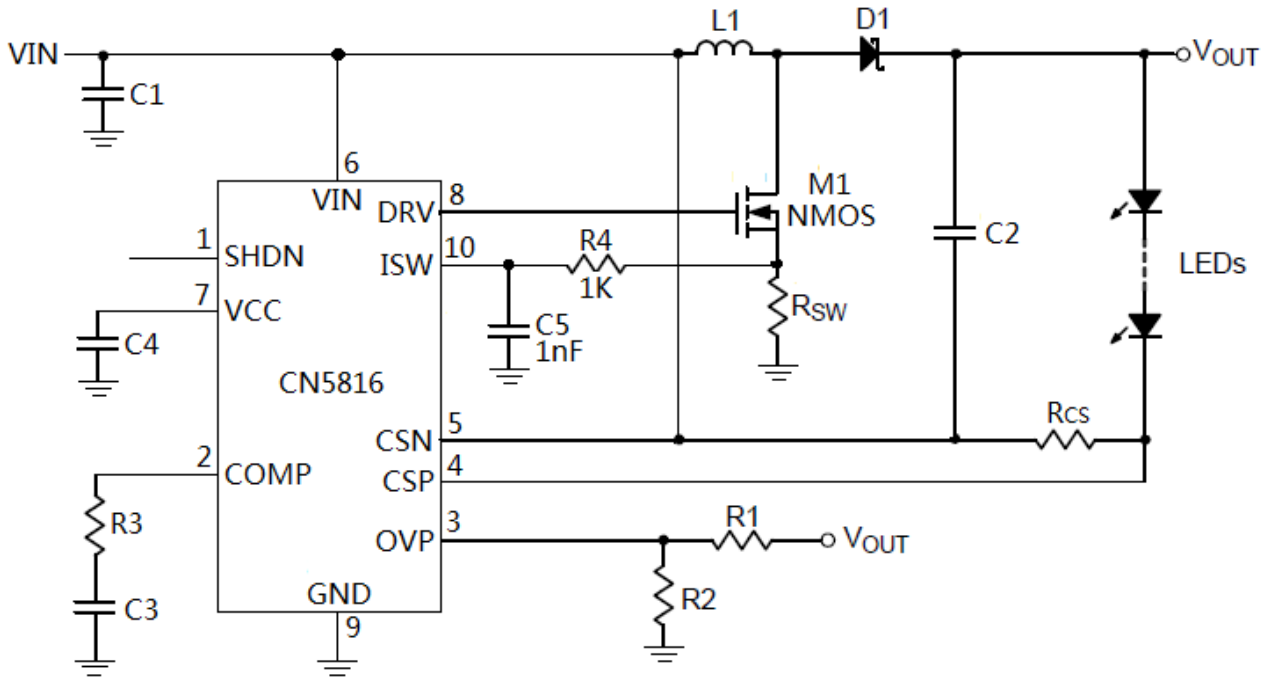 L1
D1
VIN
VOUT
C1
6
VIN
8
DRV
M1
NMOS
1
SHDN
10
ISW
R4
1K
C2
LEDs
7
VCC
RSW
C4
C5
1nF
CN5816
RCS
5
CSN
2
COMP
4
CSP
R3
3
OVP
R1
VOUT
GND
R2
C3
9